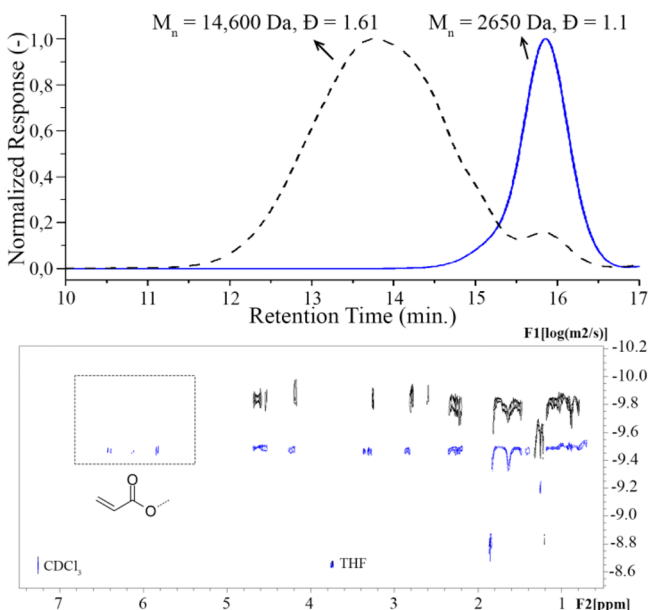 Mn = 14,600 Da, Đ = 1.61 Mn = 2650 Da, Đ = 1.1
Normalized Response (-)
1,0
0,8
0,6
0,4
0,2
0,0
10 11 12 13 14 15 16 17
Retention Time (min.)
F1[log(m2/s)]
-10.2
-10.0
-9.8
-9.6
-9.4
-9.2
-9.0
-8.8
-8.6
O
O
CDCl3
THF
7 6 5 4 3 2 1 F2[ppm]